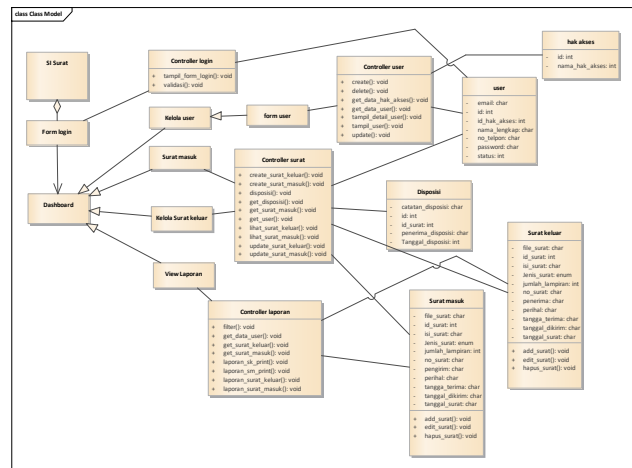 class Class Model
SI Surat
Form login
Dashboard
Controller login
+ tampil_form_login(): void
+ validasi(): void
Kelola user
form user
Surat masuk
Kelola Surat keluar
View Laporan
Controller user
+ create(): void
+ delete(): void
+ get_data_hak_akses(): void
+ get_data_user(): void
+ tampil_detail_user(): void
+ tampil_user(): void
+ update(): void
hak akses
- id: int
- nama_hak_akses: int
user
- email: char
- id: int
- id_hak_akses: int
- nama_lengkap: char
- no_telpon: char
- password: char
- status: int
Controller surat
+ create_surat_keluar(): void
+ create_surat_masuk(): void
+ disposisi(): void
+ get_disposisi(): void
+ get_surat_masuk(): void
+ get_user(): void
+ lihat_surat_keluar(): void
+ lihat_surat_masuk(): void
+ update_surat_keluar(): void
+ update_surat_masuk(): void
Disposisi
- catatan_disposisi: char
- id: int
- id_surat: int
- penerima_disposisi: char
- Tanggal_disposisi: int
Surat keluar
- file_surat: char
- id_surat: int
- isi_surat: char
- Jenis_surat: enum
- jumlah_lampiran: int
- no_surat: char
- penerima: char
- perihal: char
- tangga_terima: char
- tanggal_dikirim: char
- tanggal_surat: char
+ add_surat(): void
+ edit_surat(): void
+ hapus_surat(): void
Controller laporan
+ filter(): void
+ get_data_user(): void
+ get_surat_keluar(): void
+ get_surat_masuk(): void
+ laporan_sk_print(): void
+ laporan_sm_print(): void
+ laporan_surat_keluar(): void
+ laporan_surat_masuk(): void
Surat masuk
- file_surat: char
- id_surat: int
- isi_surat: char
- Jenis_surat: enum
- jumlah_lampiran: int
- no_surat: char
- pengirim: char
- perihal: char
- tangga_terima: char
- tanggal_dikirim: char
- tanggal_surat: char
+ add_surat(): void
+ edit_surat(): void
+ hapus_surat(): void